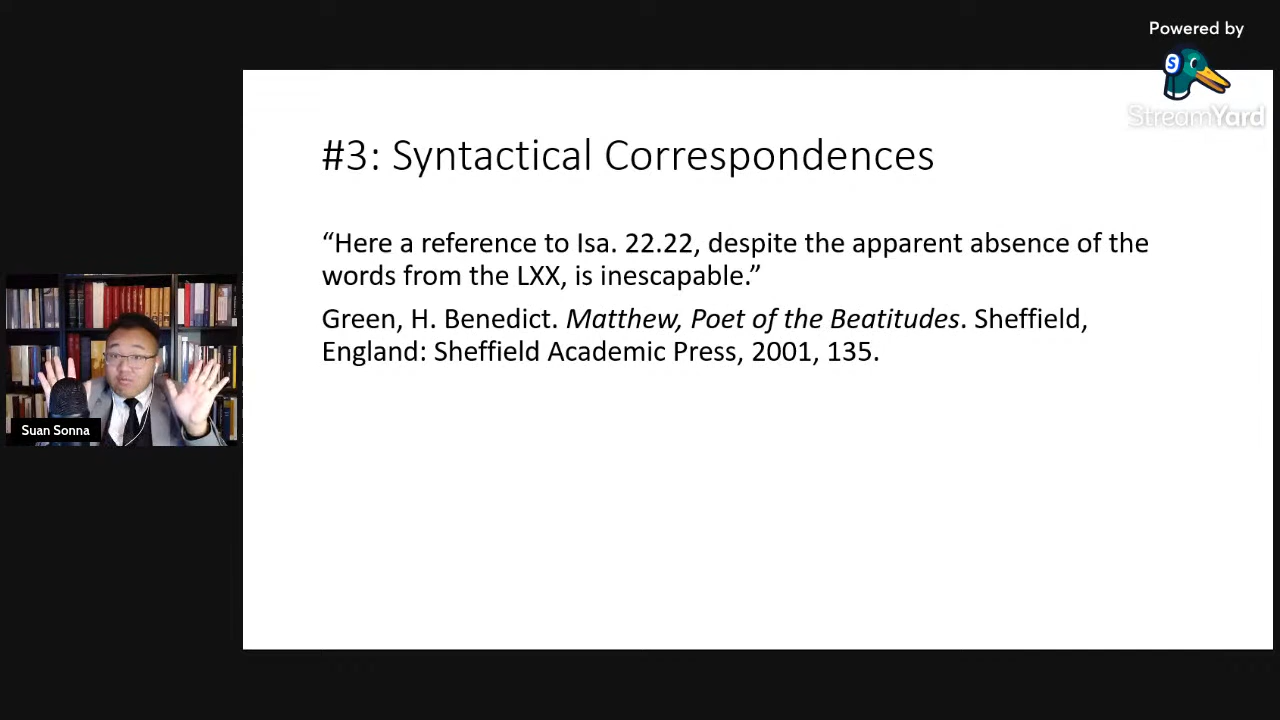 Powered by
S
StreamYard
#3: Syntactical Correspondences
“Here a reference to Isa. 22.22, despite the apparent absence of the
words from the LXX, is inescapable.”
Green, H. Benedict. Matthew, Poet of the Beatitudes. Sheffield,
England: Sheffield Academic Press, 2001, 135.
Suan Sonna